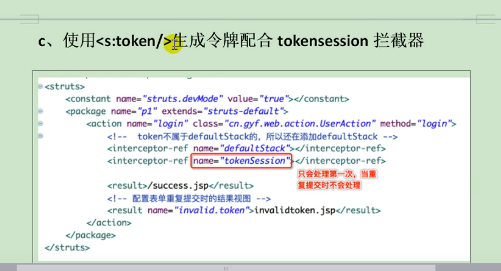 c、使用<s:token/>生成令牌配合 tokensession 拦截器
<struts>
<constant name="struts.devMode" value="true"></constant>
<package name="p1" extends="struts-default">
<action name="login" class="cn.gyf.web.action.UserAction" method="login">
<!-- token不属于defaultStack的，所以还在添加defaultStack -->
<interceptor-ref name="defaultStack"></interceptor-ref>
<interceptor-ref name="tokenSession"></interceptor-ref>
只会处理第一次，当重
复提交时不会处理
<result>/success.jsp</result>
<!-- 配置表单重复提交时的结果视图 -->
<result name="invalid.token">invalidtoken.jsp</result>
</action>
</package>
</struts>